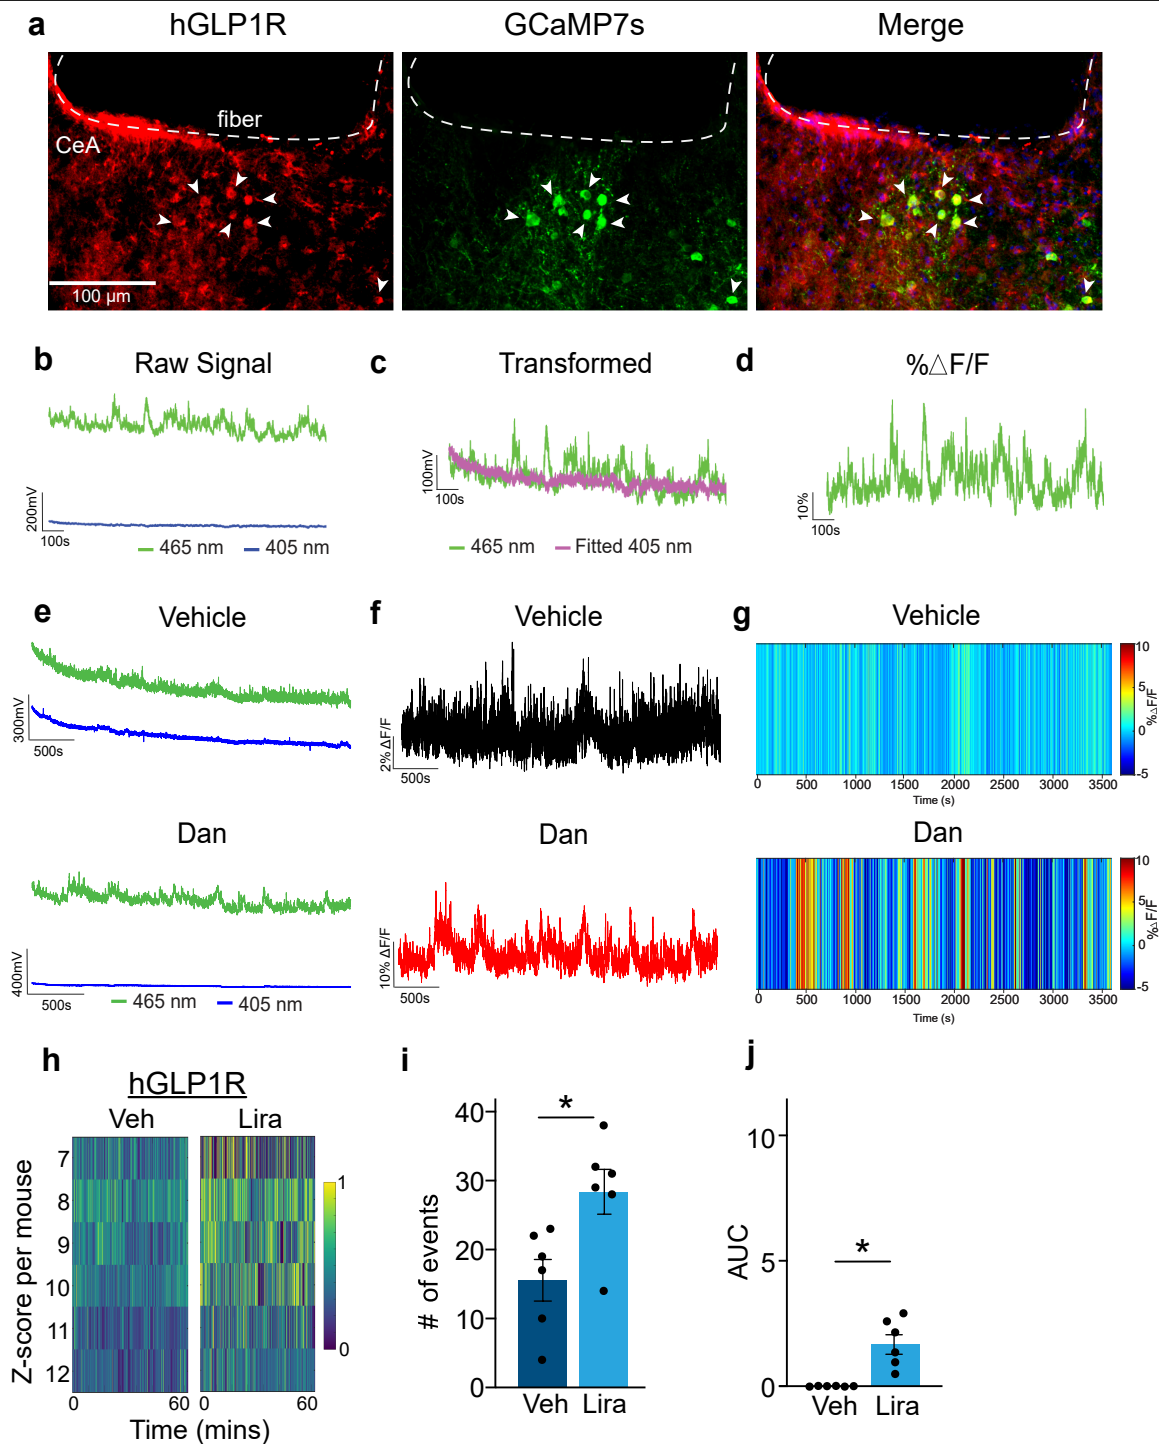 a
hGLP1R
GCaMP7s
Merge
fiber
CeA
100 µm
b
Raw Signal
200mV
100s
465 nm
405 nm
c
Transformed
100mV
100s
465 nm
Fitted 405 nm
d
%△F/F
10%
100s
e
Vehicle
300mV
500s
Dan
400mV
500s
465 nm
405 nm
f
Vehicle
2% ΔF/F
500s
Dan
10% ΔF/F
500s
g
Vehicle
10
5
0
-5
%△F/F
0 500 1000 1500 2000 2500 3000 3500
Time (s)
Dan
10
5
0
-5
%△F/F
0 500 1000 1500 2000 2500 3000 3500
Time (s)
h
hGLP1R
Veh Lira
Z-score per mouse
7
8
9
10
11
12
1
0
0 60 0 60
Time (mins)
i
# of events
40
30
20
10
0
*
Veh Lira
j
AUC
10
5
0
*
Veh Lira